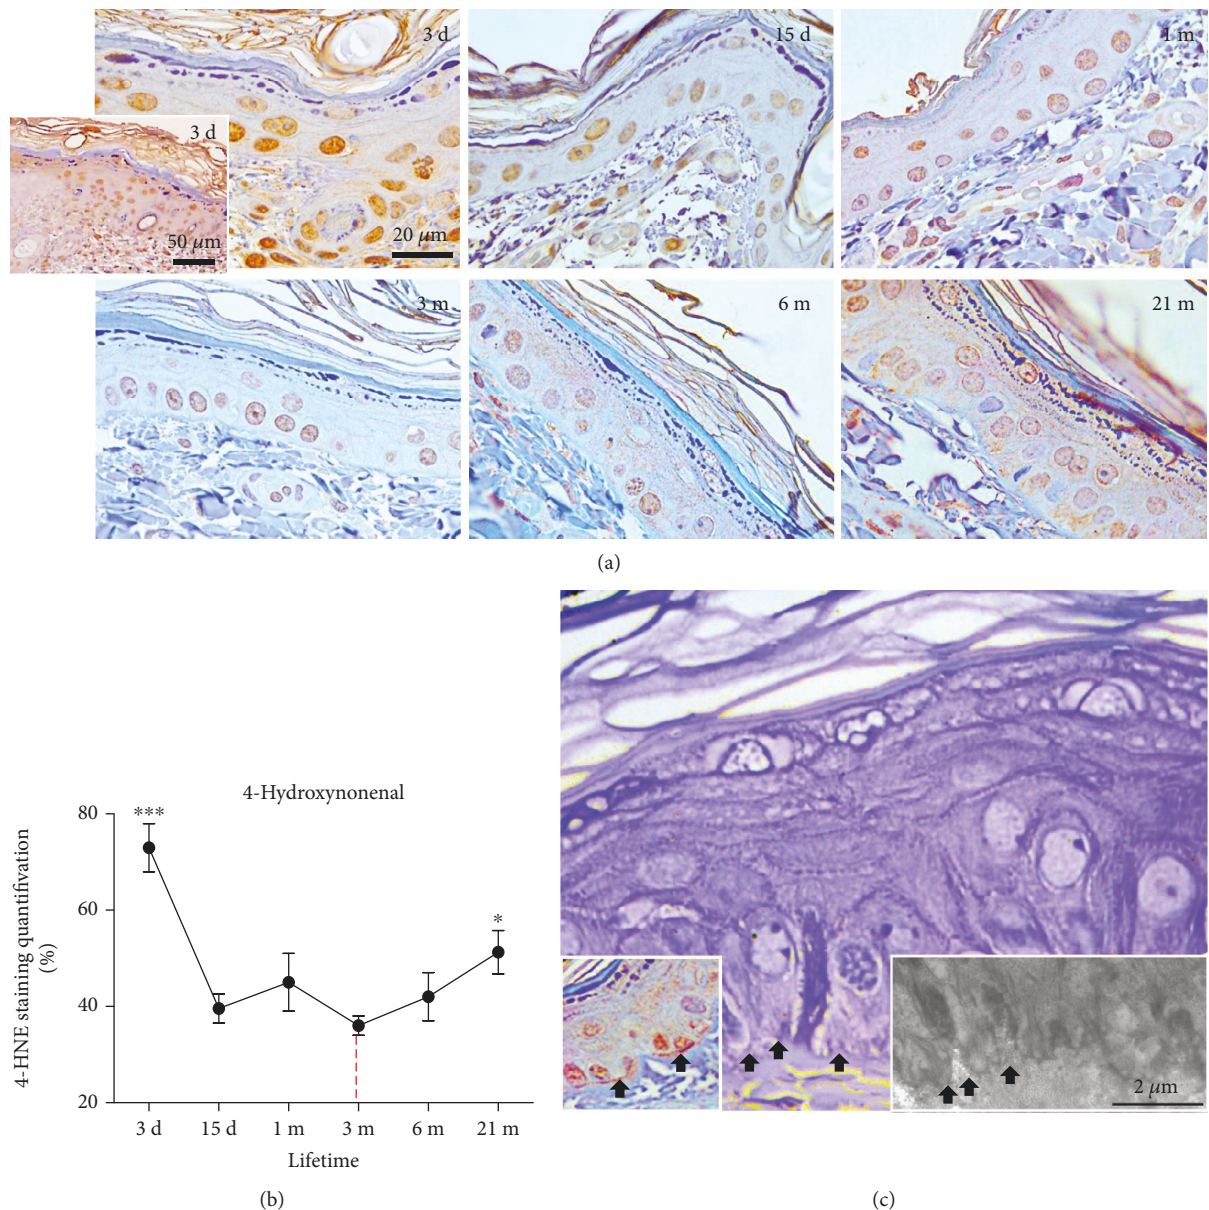 3 d
15 d
1 m
3 d
50 μm
20 μm
3 m
6 m
21 m
(a)
4-Hydroxynonenal
***
*
80
60
40
20
4-HNE staining quantifivation
(%)
3 d 15 d 1 m 3 m 6 m 21 m
Lifetime
(b)
2 μm
(c)